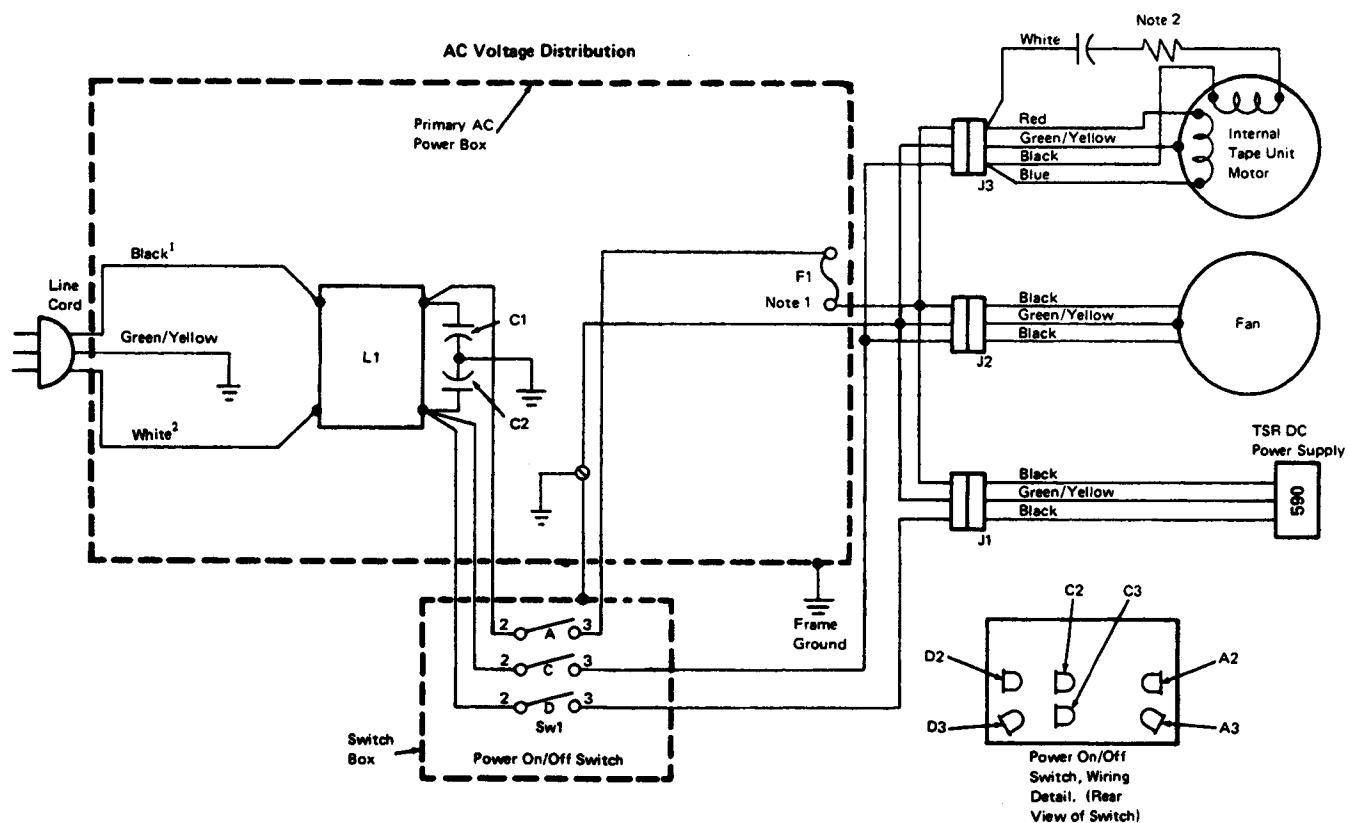 AC Voltage Distribution
Primary AC
Power Box
Note 2
White
Red
Green/Yellow
Black
Blue
J3
Internal
Tape Unit
Motor
Line
Cord
Black¹
Green/Yellow
White²
L1
C1
C2
F1
Note 1
Black
Green/Yellow
Black
J2
Fan
TSR DC
Power Supply
Black
Green/Yellow
Black
J1
590
Frame
Ground
2 A 3
2 C 3
2 D 3
Sw1
Power On/Off Switch
Switch
Box
C2
C3
D2
A2
D3
A3
Power On/Off
Switch, Wiring
Detail. (Rear
View of Switch)